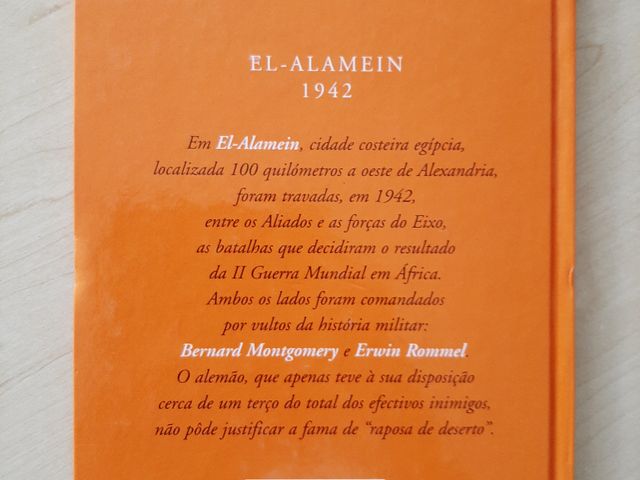 EL-ALAMEIN
1942
Em El-Alamein, cidade costeira egípcia,
localizada 100 quilómetros a oeste de Alexandria,
foram travadas, em 1942,
entre os Aliados e as forças do Eixo,
as batalhas que decidiram o resultado
da II Guerra Mundial em África.
Ambos os lados foram comandados
por vultos da história militar:
Bernard Montgomery e Erwin Rommel.
O alemão, que apenas teve à sua disposição
cerca de um terço do total dos efectivos inimigos,
não pôde justificar a fama de “raposa de deserto”.